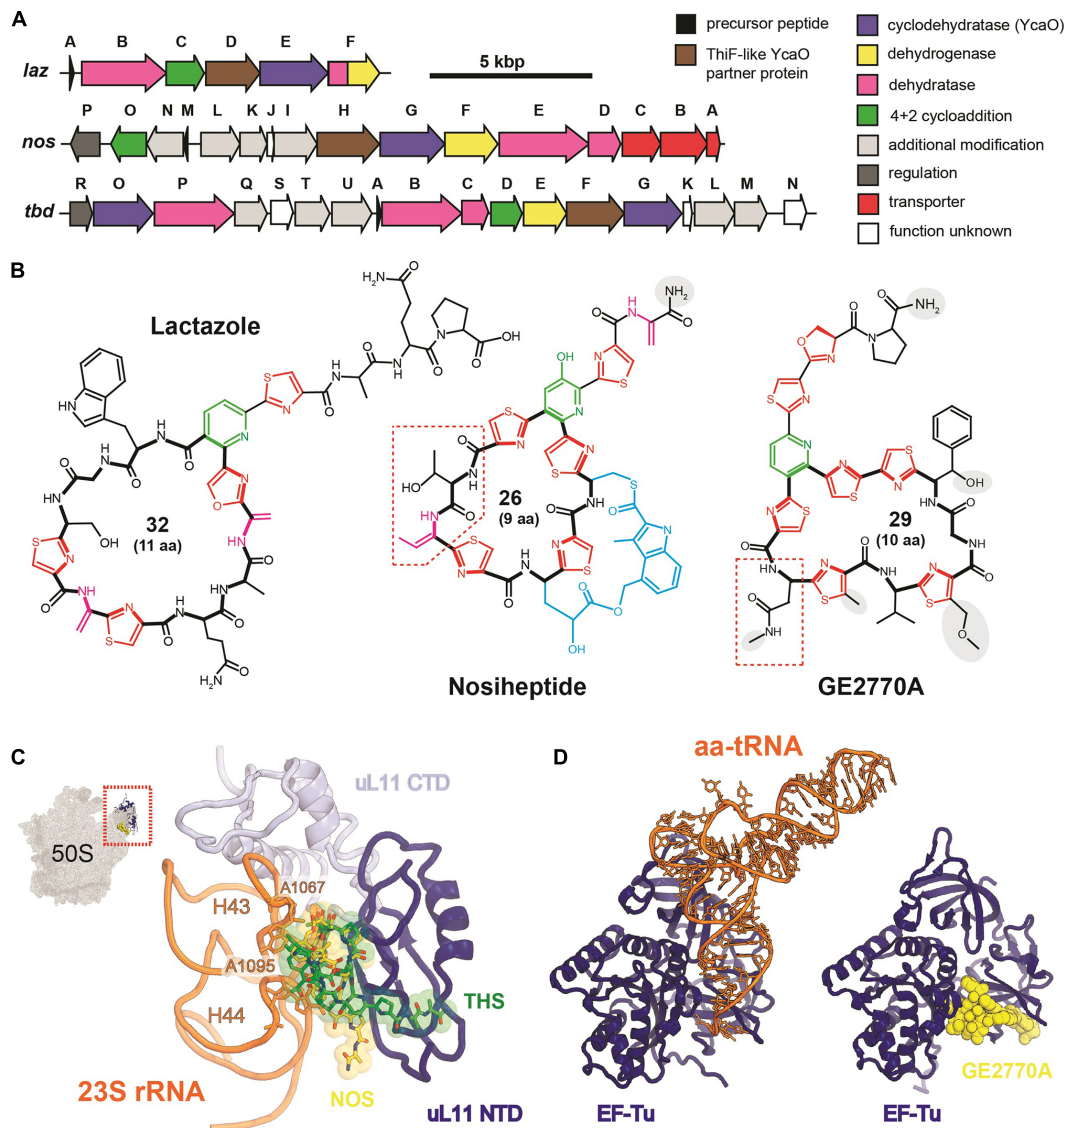 A
A B C D E F
laz
5 kbp
P O N M L K J I H G F E D C B A
nos
R O P Q S T U A B C D E F G K L M N
tbd
precursor peptide
ThiF-like YcaO
partner protein
cyclodehydratase (YcaO)
dehydrogenase
dehydratase
4+2 cycloaddition
additional modification
regulation
transporter
function unknown
B
Lactazole
32
(11 aa)
Nosiheptide
26
(9 aa)
GE2770A
29
(10 aa)
C
50S
uL11 CTD
A1067
H43
A1095
H44
THS
23S rRNA
NOS
uL11 NTD
D
aa-tRNA
EF-Tu
EF-Tu
GE2770A